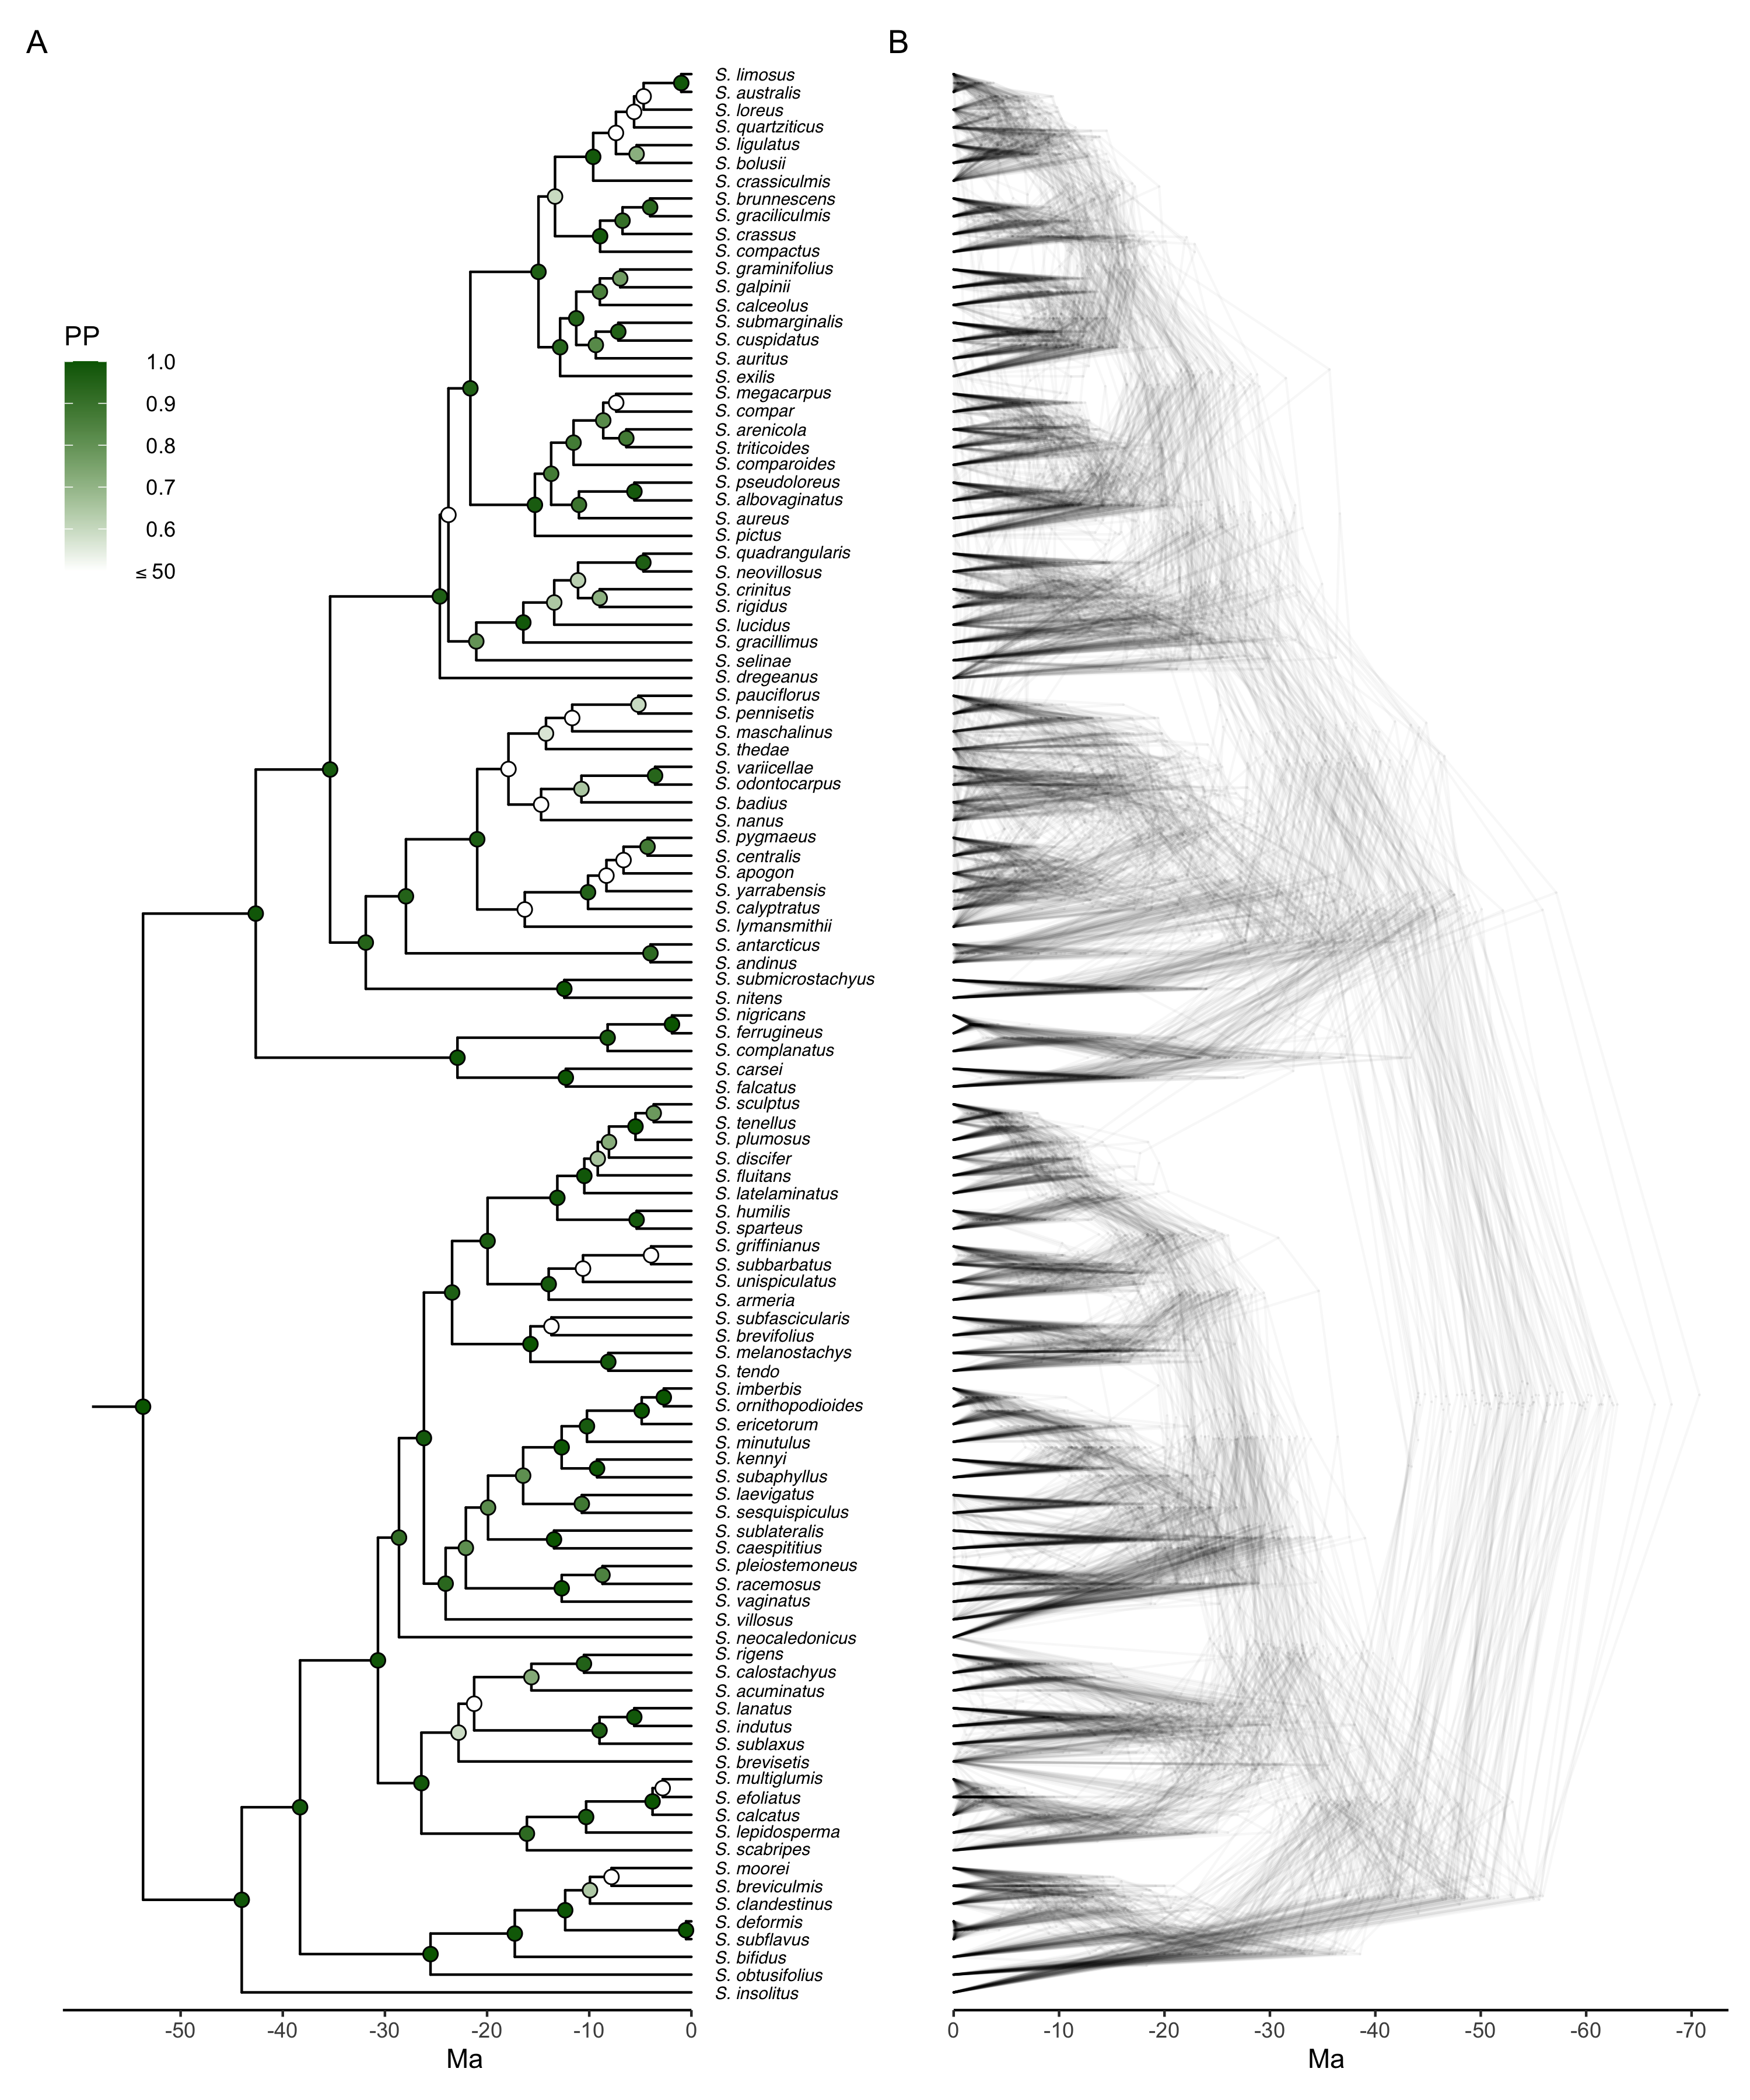 A
B
PP
1.0
0.9
0.8
0.7
0.6
≤ 50
S. limosus
S. australis
S. loreus
S. quartziticus
S. ligulatus
S. bolusii
S. crassiculmis
S. brunnescens
S. graciliculmis
S. crassus
S. compactus
S. graminifolius
S. galpinii
S. calceolus
S. submarginalis
S. cuspidatus
S. auritus
S. exilis
S. megacarpus
S. compar
S. arenicola
S. triticoides
S. comparoides
S. pseudoloreus
S. albovaginatus
S. aureus
S. pictus
S. quadrangularis
S. neovillosus
S. crinitus
S. rigidus
S. lucidus
S. gracillimus
S. selinae
S. dregeanus
S. pauciflorus
S. pennisetis
S. maschalinus
S. thedae
S. variicellae
S. odontocarpus
S. badius
S. nanus
S. pygmaeus
S. centralis
S. apogon
S. yarrabensis
S. calyptratus
S. lymansmithii
S. antarcticus
S. andinus
S. submicrostachyus
S. nitens
S. nigricans
S. ferrugineus
S. complanatus
S. carsei
S. falcatus
S. sculptus
S. tenellus
S. plumosus
S. discifer
S. fluitans
S. latelaminatus
S. humilis
S. sparteus
S. griffinianus
S. subbarbatus
S. unispiculatus
S. armeria
S. subfascicularis
S. brevifolius
S. melanostachys
S. tendo
S. imberbis
S. ornithopodioides
S. ericetorum
S. minutulus
S. kennyi
S. subaphyllus
S. laevigatus
S. sesquispiculus
S. sublateralis
S. caespititius
S. pleiostemoneus
S. racemosus
S. vaginatus
S. villosus
S. neocaledonicus
S. rigens
S. calostachyus
S. acuminatus
S. lanatus
S. indutus
S. sublaxus
S. brevisetis
S. multiglumis
S. efoliatus
S. calcatus
S. lepidosperma
S. scabripes
S. moorei
S. breviculmis
S. clandestinus
S. deformis
S. subflavus
S. bifidus
S. obtusifolius
S. insolitus
-50 -40 -30 -20 -10 0
Ma
0 -10 -20 -30 -40 -50 -60 -70
Ma